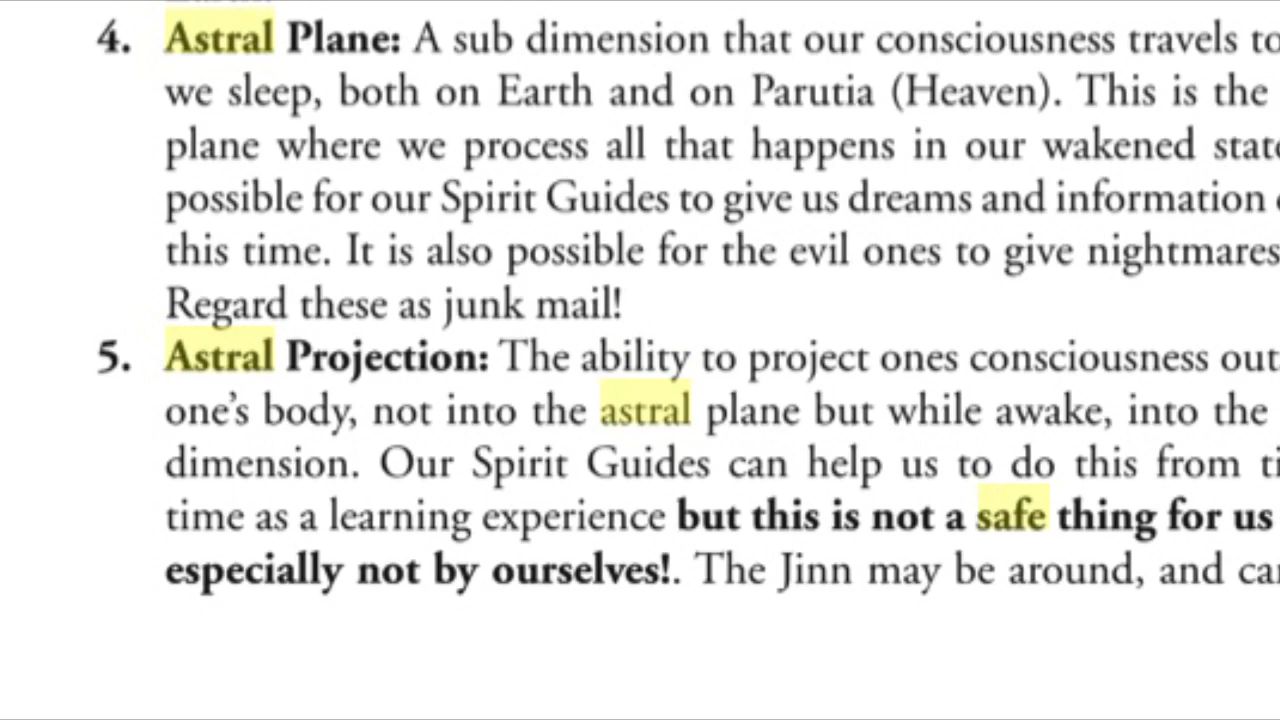 4. Astral Plane: A sub dimension that our consciousness travels to
we sleep, both on Earth and on Parutia (Heaven). This is the
plane where we process all that happens in our wakened
possible for our Spirit Guides to give us dreams and information
this time. It is also possible for the evil ones to give nightmares
Regard these as junk mail!
5. Astral Projection: The ability to project ones consciousness out
one's body, not into the astral plane but while awake, into the
dimension. Our Spirit Guides can help us to do this from
time as a learning experience but this is not a safe thing for us
especially not by ourselves!. The Jinn may be around, and